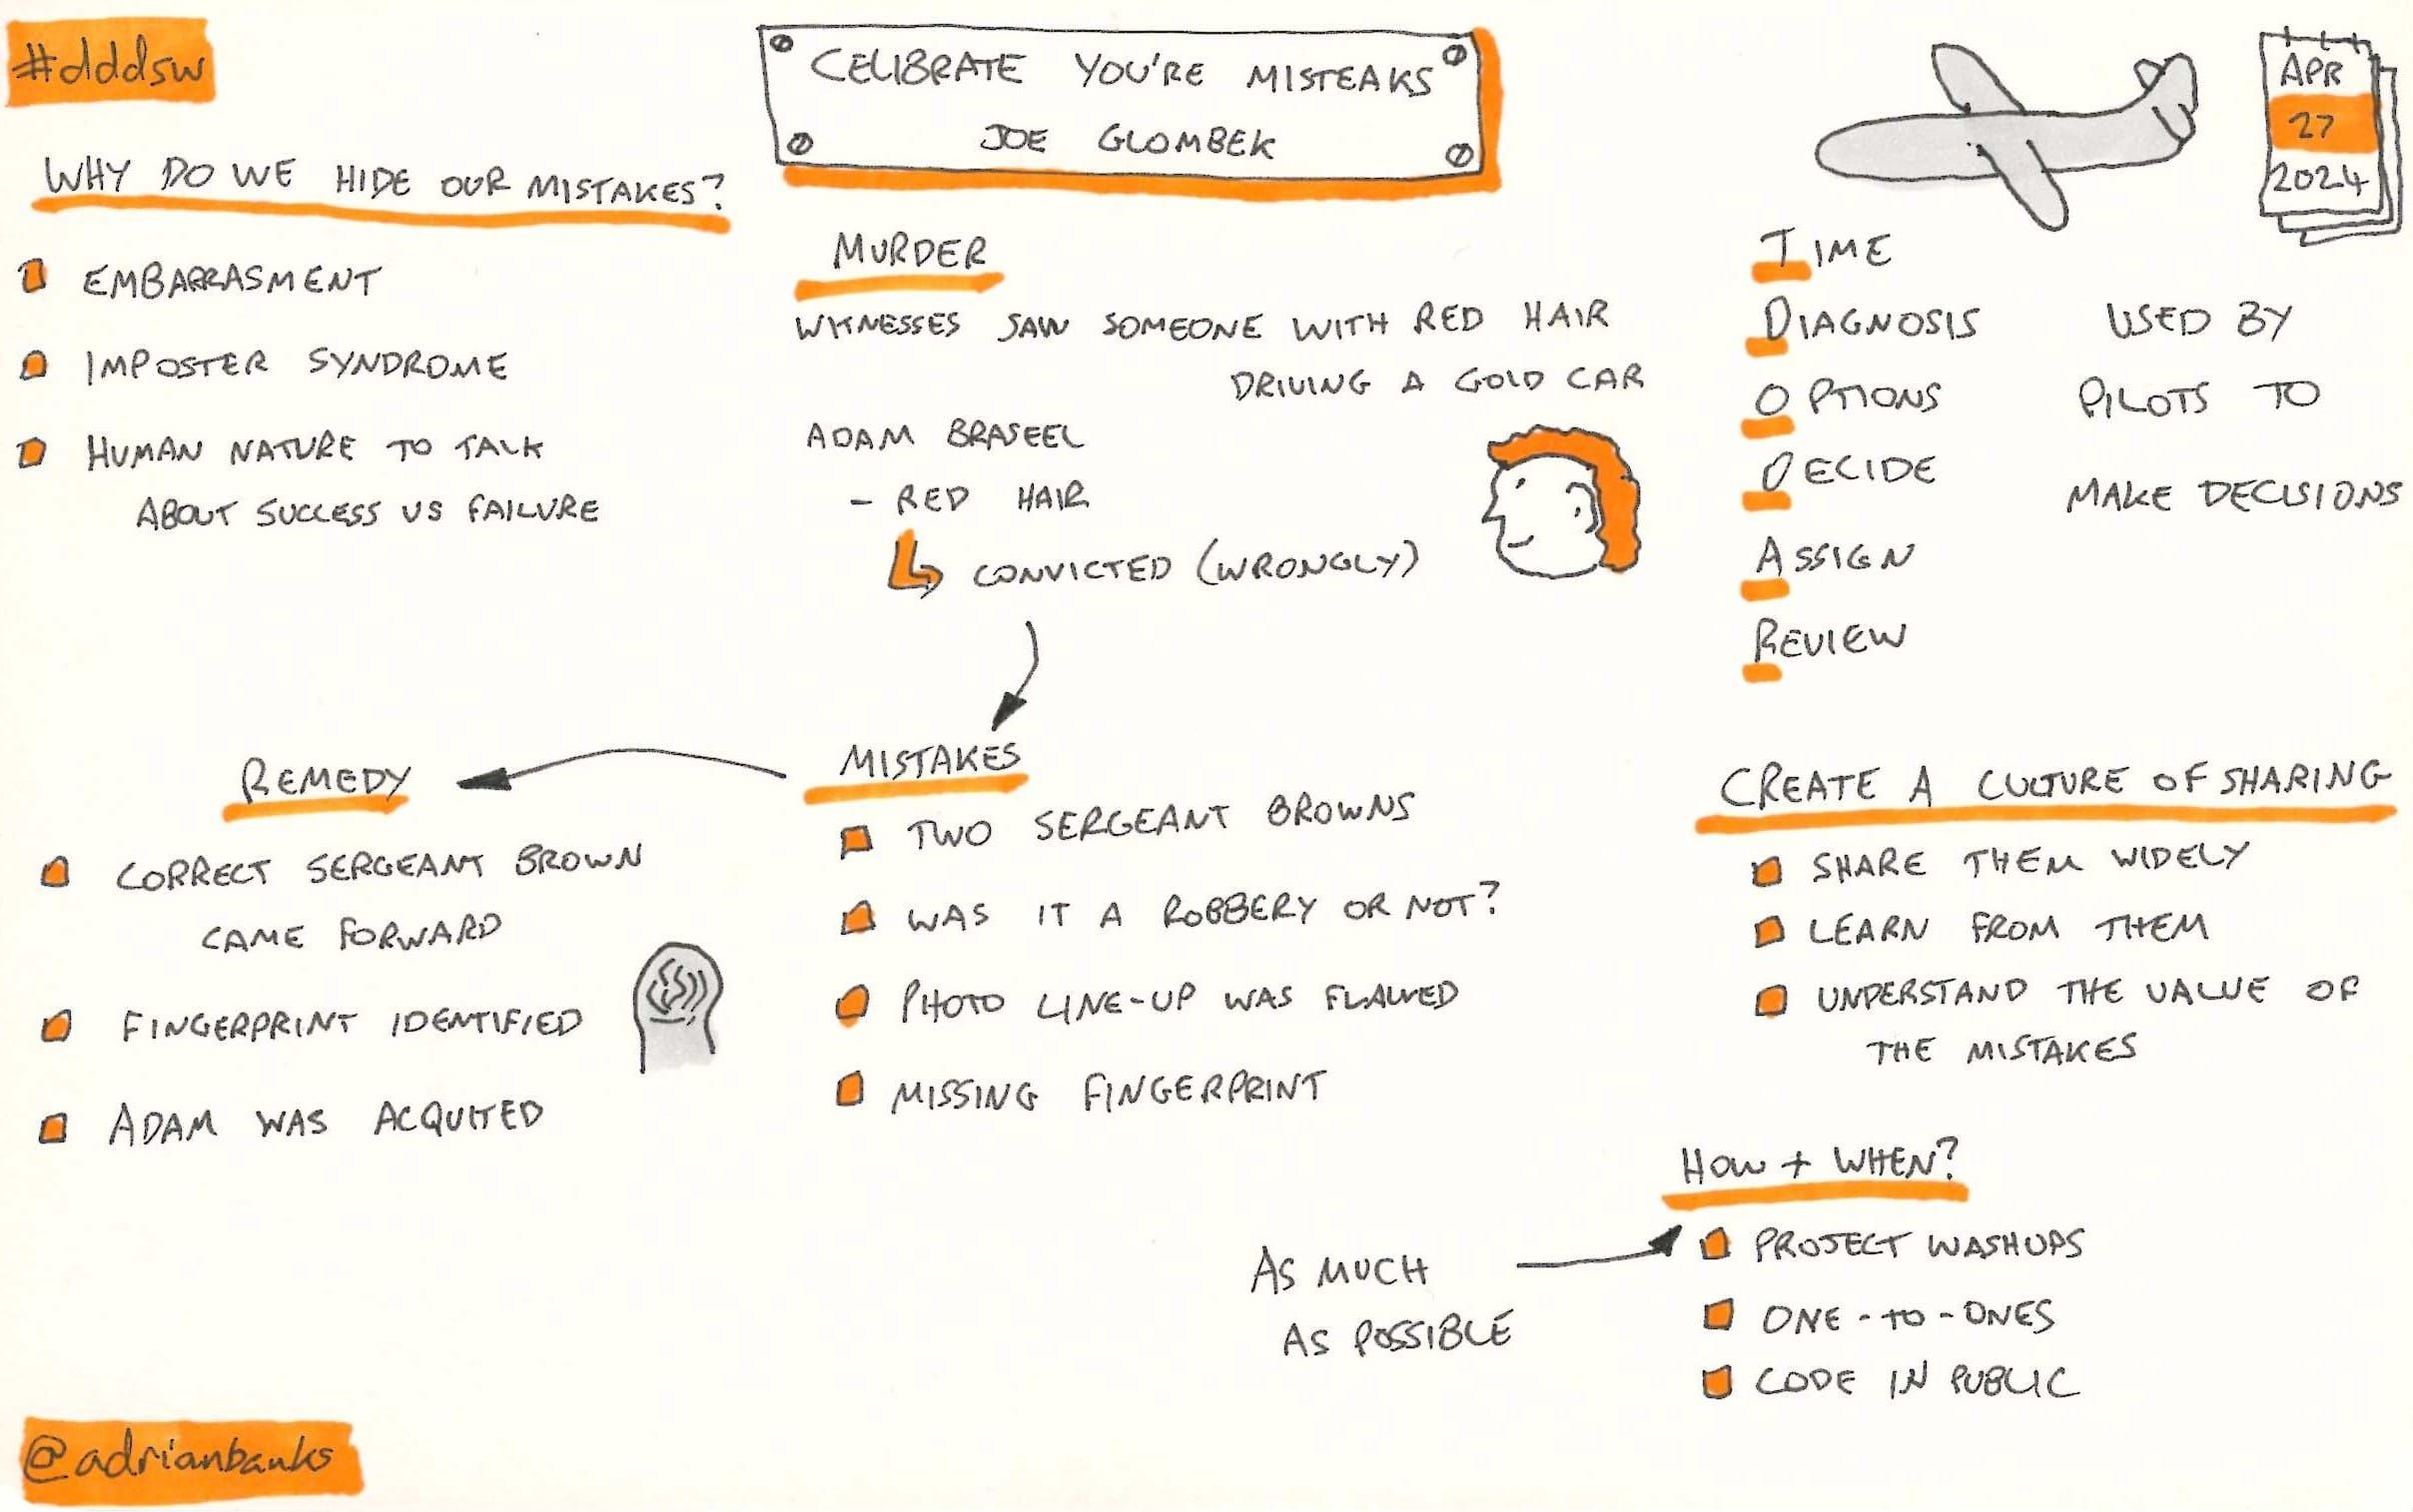 #dddsw
CELIBRATE YOU'RE MISTEAKS
JOE GLOMBEK
APR
27
2024
WHY DO WE HIDE OUR MISTAKES?
EMBARRASMENT
IMPOSTER SYNDROME
HUMAN NATURE TO TALK
ABOUT SUCCESS VS FAILURE
MURDER
WITNESSES SAW SOMEONE WITH RED HAIR
DRIVING A GOLD CAR
ADAM BRASEEL
- RED HAIR
CONVICTED (WRONGLY)
MISTAKES
TWO SERGEANT BROWNS
WAS IT A ROBBERY OR NOT?
PHOTO LINE-UP WAS FLAWED
MISSING FINGERPRINT
REMEDY
CORRECT SERGEANT BROWN
CAME FORWARD
FINGERPRINT IDENTIFIED
ADAM WAS ACQUITED
TIME
DIAGNOSIS
OPTIONS
DECIDE
ASSIGN
REVIEW
USED BY
PILOTS TO
MAKE DECISIONS
CREATE A CULTURE OF SHARING
SHARE THEM WIDELY
LEARN FROM THEM
UNDERSTAND THE VALUE OF
THE MISTAKES
HOW + WHEN?
PROJECT WASHUPS
ONE-TO-ONES
CODE IN PUBLIC
AS MUCH
AS POSSIBLE
@adrianbanks